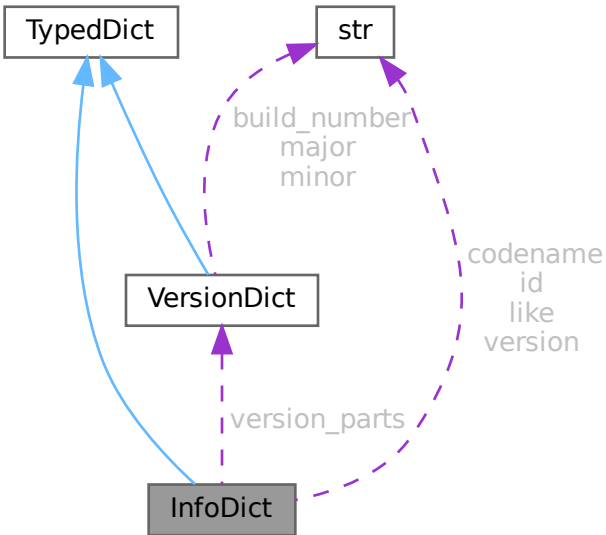 TypedDict
str
build_number
major
minor
codename
id
like
version
VersionDict
version_parts
InfoDict